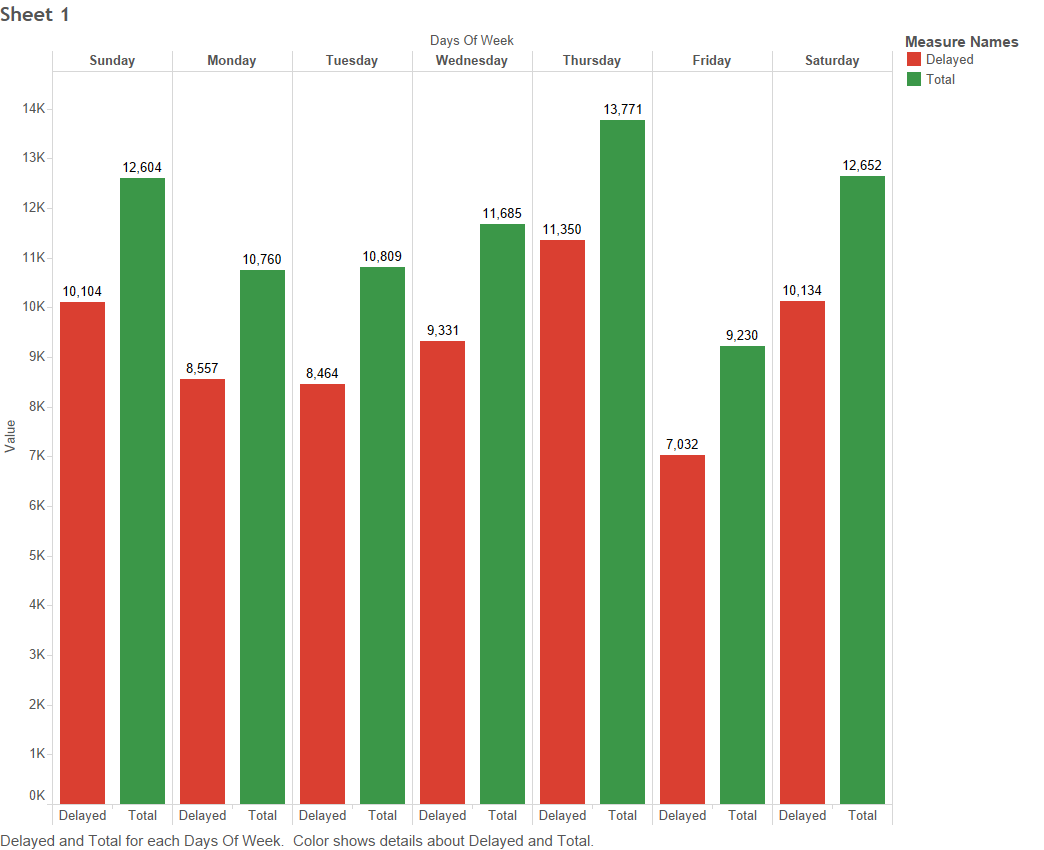 Sheet 1
Days Of Week
Sunday Monday Tuesday Wednesday Thursday Friday Saturday
Measure Names
Delayed
Total
Value
14K
13K
12K
11K
10K
9K
8K
7K
6K
5K
4K
3K
2K
1K
0K
10,104 12,604 8,557 10,760 8,464 10,809 9,331 11,685 11,350 13,771 7,032 9,230 10,134 12,652
Delayed Total Delayed Total Delayed Total Delayed Total Delayed Total Delayed Total Delayed Total
Delayed and Total for each Days Of Week.  Color shows details about Delayed and Total.